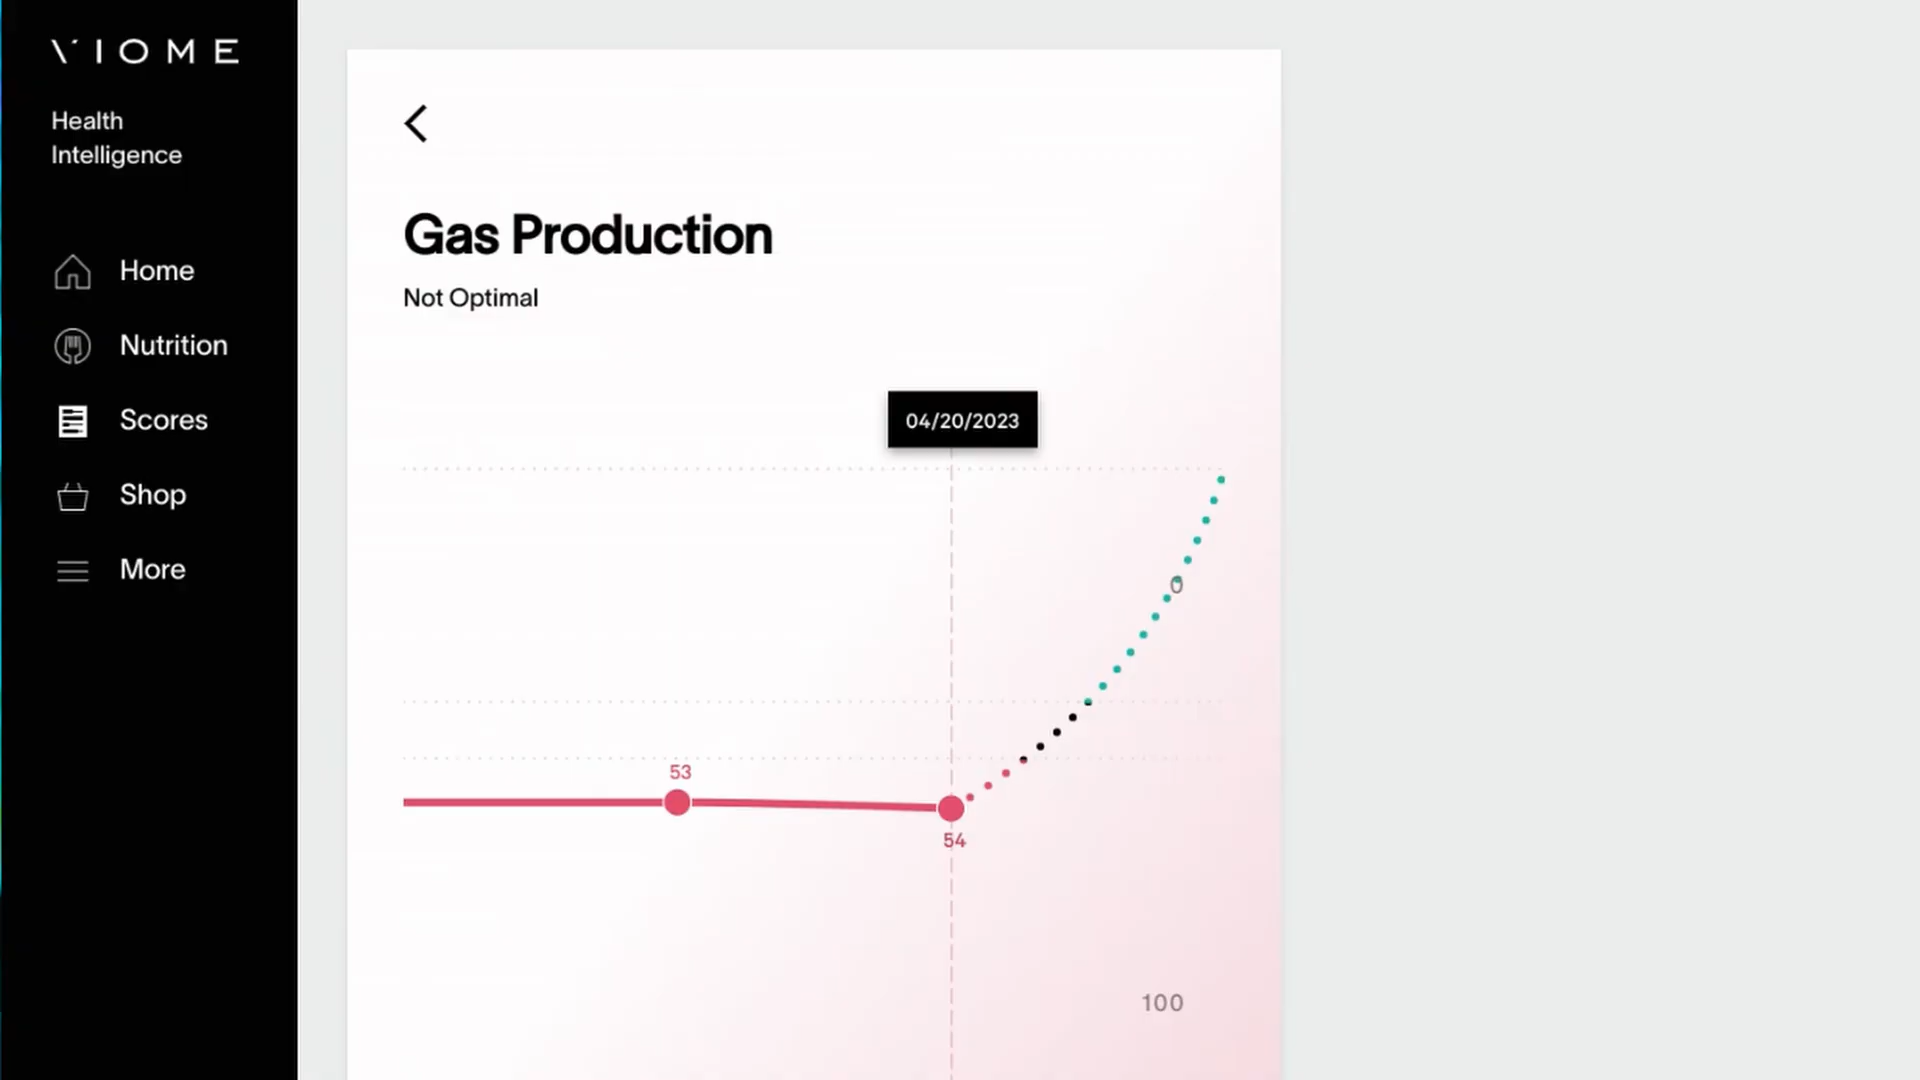 VIOME
Health
Intelligence
Home
Nutrition
Scores
Shop
More
Gas Production
Not Optimal
04/20/2023
0
53
54
100